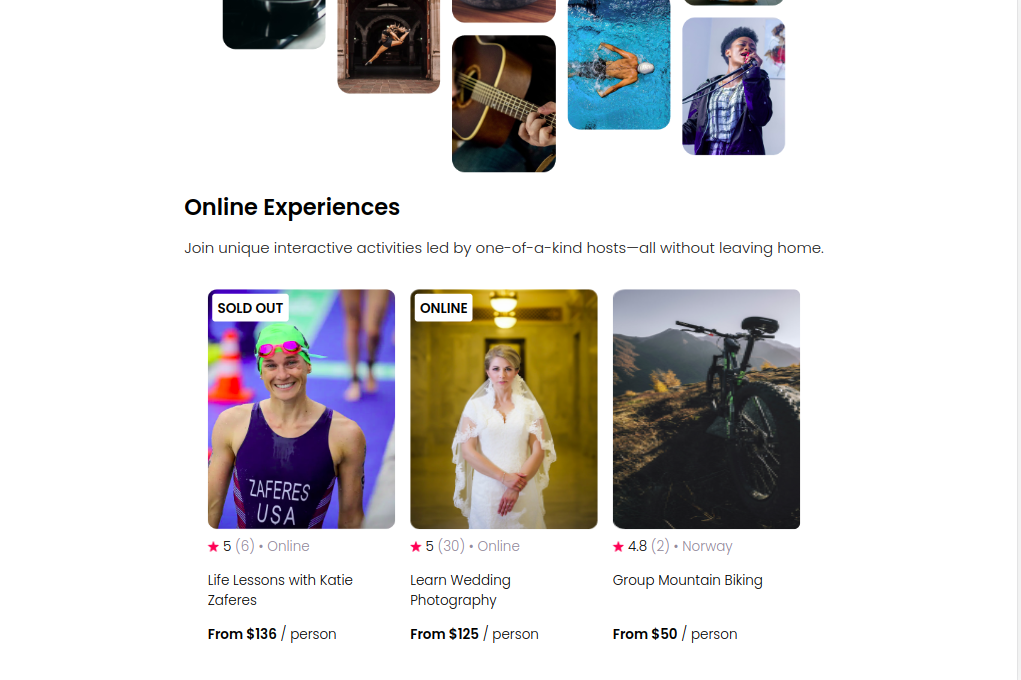 Online Experiences
Join unique interactive activities led by one-of-a-kind hosts—all without leaving home.
SOLD OUT
ZAFERES
USA
ONLINE
★ 5 (6) • Online
★ 5 (30) • Online
★ 4.8 (2) • Norway
Life Lessons with Katie
Zaferes
Learn Wedding
Photography
Group Mountain Biking
From $136 / person
From $125 / person
From $50 / person